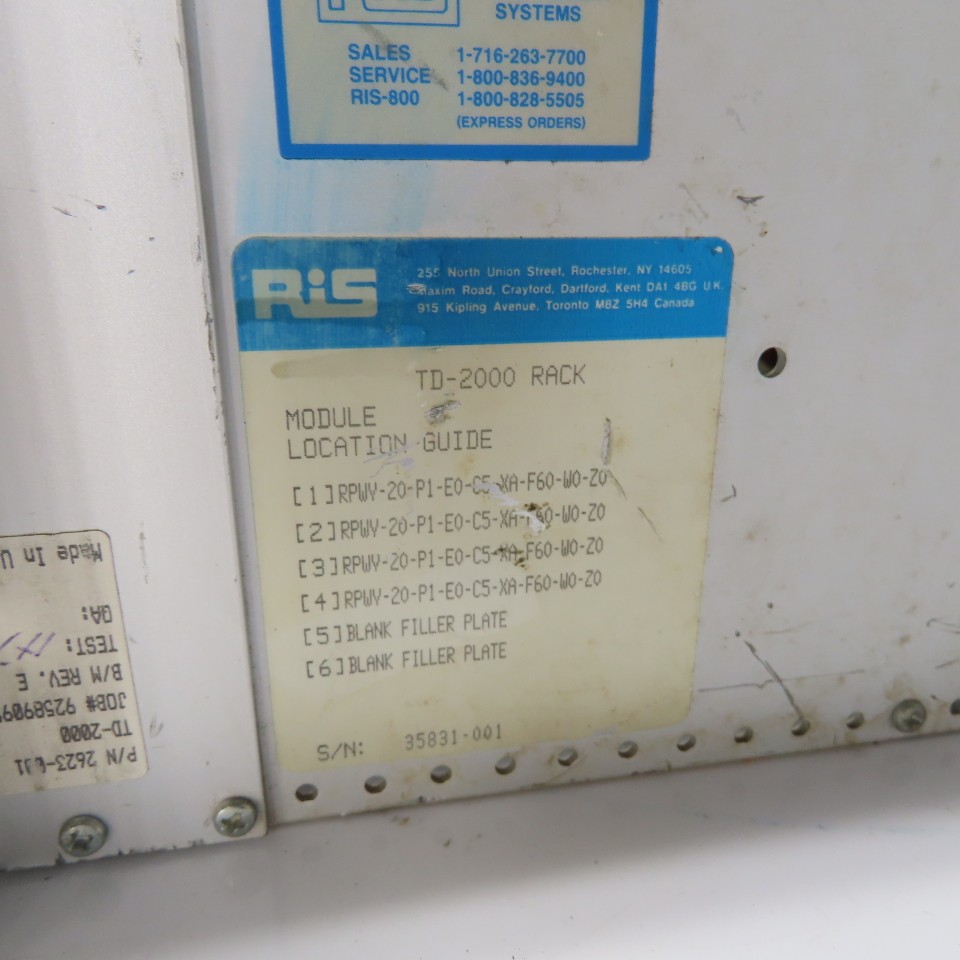 SYSTEMS
SALES 1-716-263-7700
SERVICE 1-800-836-9400
RIS-800 1-800-828-5505
(EXPRESS ORDERS)
RiS
255 North Union Street, Rochester, NY 14605
Maxim Road, Crayford, Dartford, Kent DA1 4BG U.K.
915 Kipling Avenue, Toronto M8Z 5H4 Canada
TD-2000 RACK
MODULE
LOCATION GUIDE
[1]RPWY-20-P1-E0-C5-XA-F60-W0-Z0
[2]RPWY-20-P1-E0-C5-XA-F60-W0-Z0
[3]RPWY-20-P1-E0-C5-XA-F60-W0-Z0
[4]RPWY-20-P1-E0-C5-XA-F60-W0-Z0
[5]BLANK FILLER PLATE
[6]BLANK FILLER PLATE
S/N: 35831-001
TD-2000
JOB#
B/M REV. E
TEST:
QA:
Made In